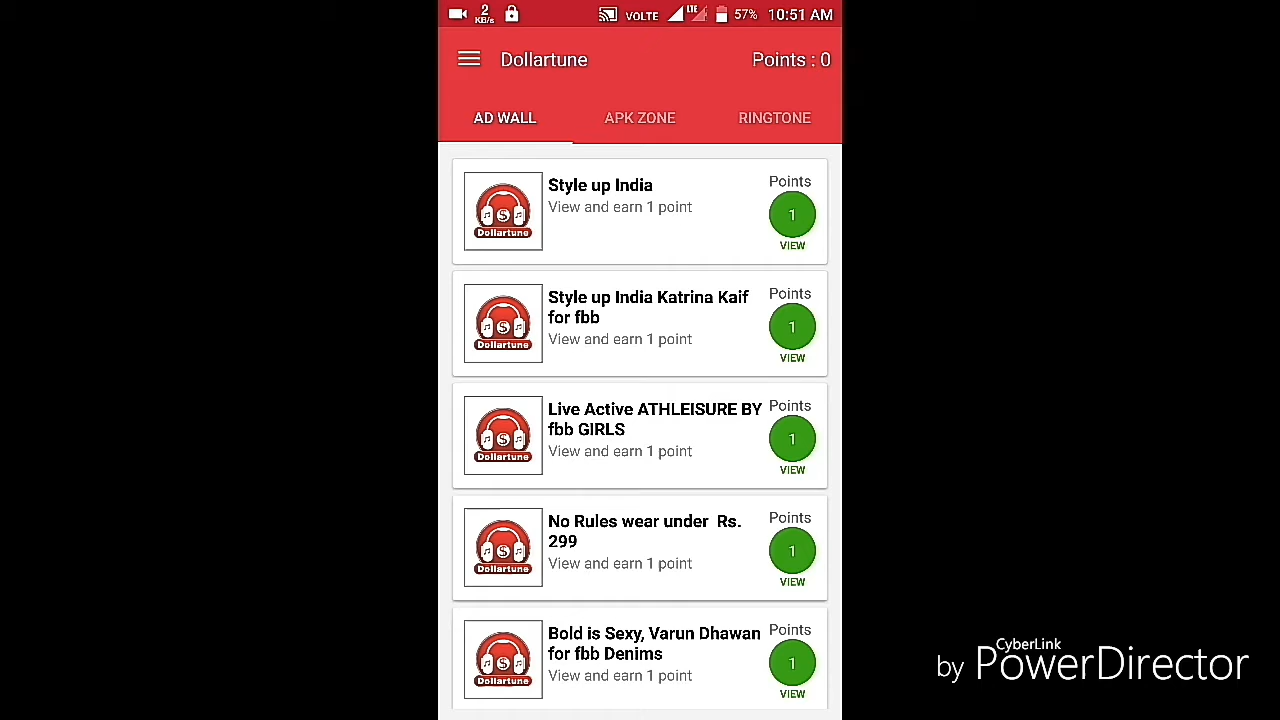 2
KB/s
VOLTE
LTE
57%
10:51 AM
Dollartune
Points : 0
AD WALL
APK ZONE
RINGTONE
Style up India
View and earn 1 point
Points
1
VIEW
S
Dollartune
Style up India Katrina Kaif
for fbb
View and earn 1 point
Points
1
VIEW
S
Dollartune
Live Active ATHLEISURE BY
fbb GIRLS
View and earn 1 point
Points
1
VIEW
S
Dollartune
No Rules wear under  Rs.
299
View and earn 1 point
Points
1
VIEW
S
Dollartune
Bold is Sexy, Varun Dhawan
for fbb Denims
View and earn 1 point
Points
1
VIEW
S
Dollartune
CyberLink
by PowerDirector